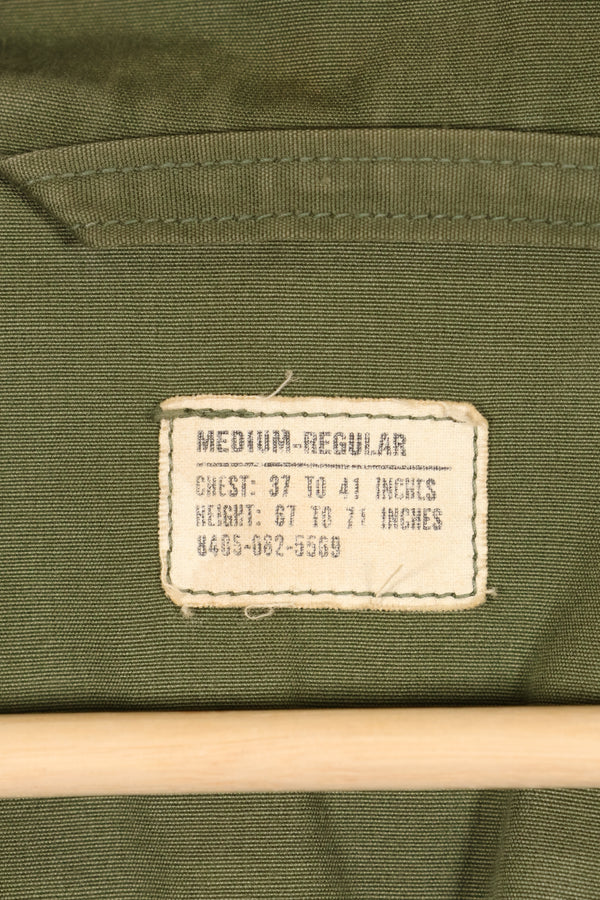 MEDIUM-REGULAR
CHEST: 37 TO 41 INCHES
HEIGHT: 67 TO 71 INCHES
8405-082-5569